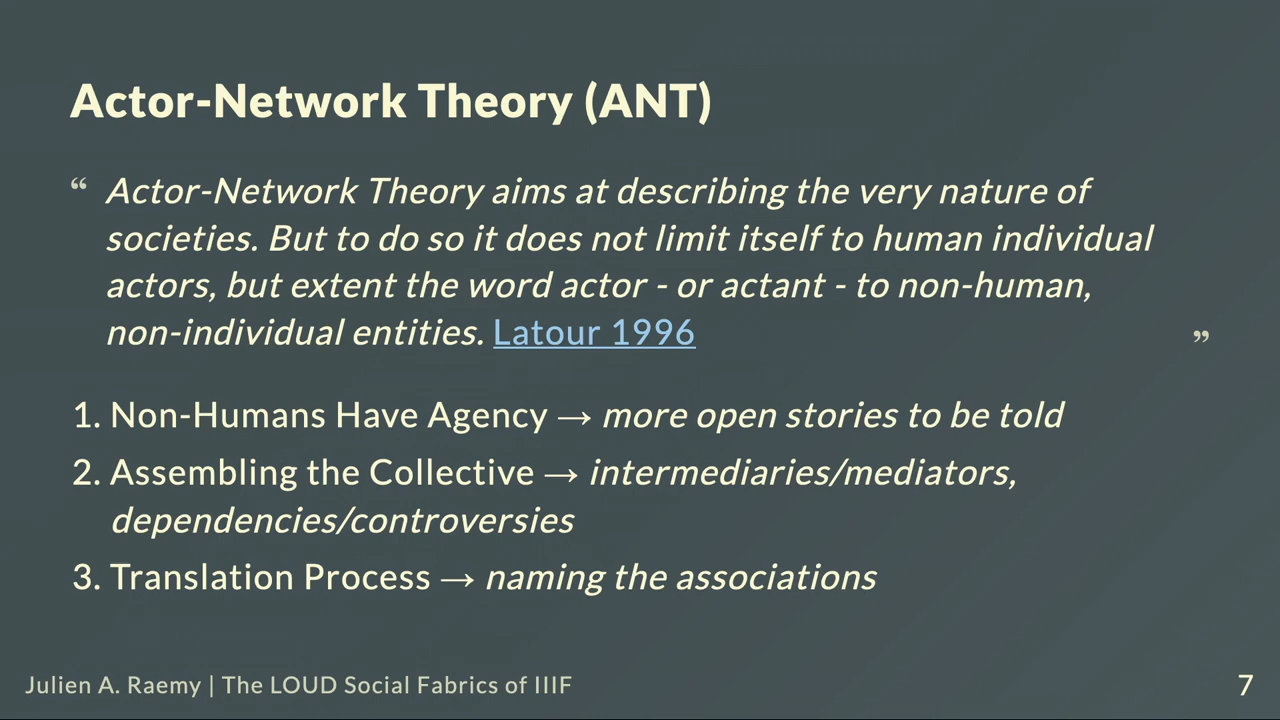 Actor-Network Theory (ANT)
“ Actor-Network Theory aims at describing the very nature of
societies. But to do so it does not limit itself to human individual
actors, but extent the word actor - or actant - to non-human,
non-individual entities. Latour 1996 ”
1. Non-Humans Have Agency → more open stories to be told
2. Assembling the Collective → intermediaries/mediators,
dependencies/controversies
3. Translation Process → naming the associations
Julien A. Raemy | The LOUD Social Fabrics of IIIF 7